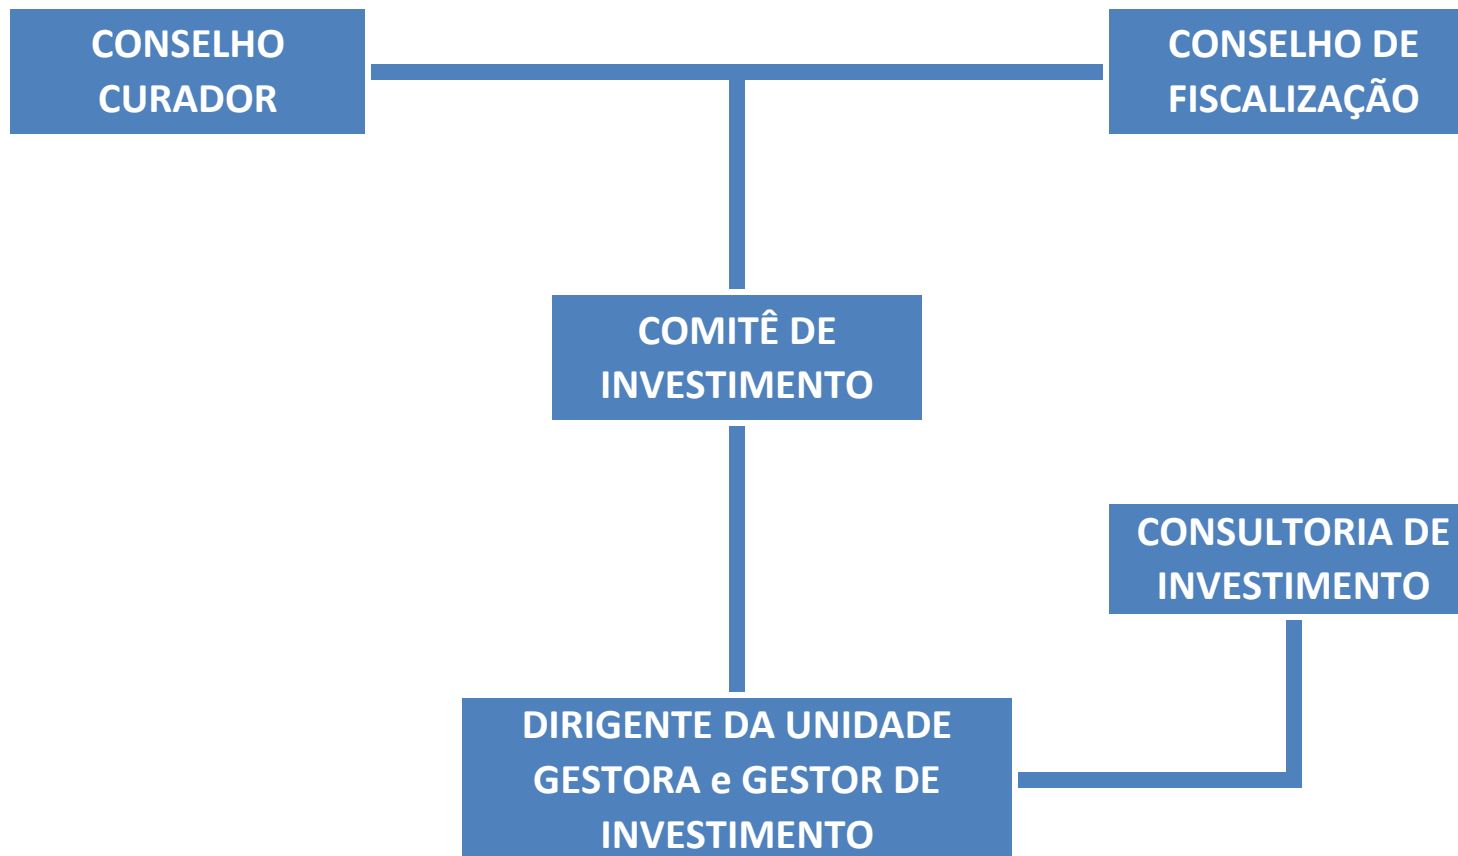 CONSELHO
CURADOR
CONSELHO DE
FISCALIZAÇÃO
COMITÊ DE
INVESTIMENTO
CONSULTORIA DE
INVESTIMENTO
DIRIGENTE DA UNIDADE
GESTORA e GESTOR DE
INVESTIMENTO